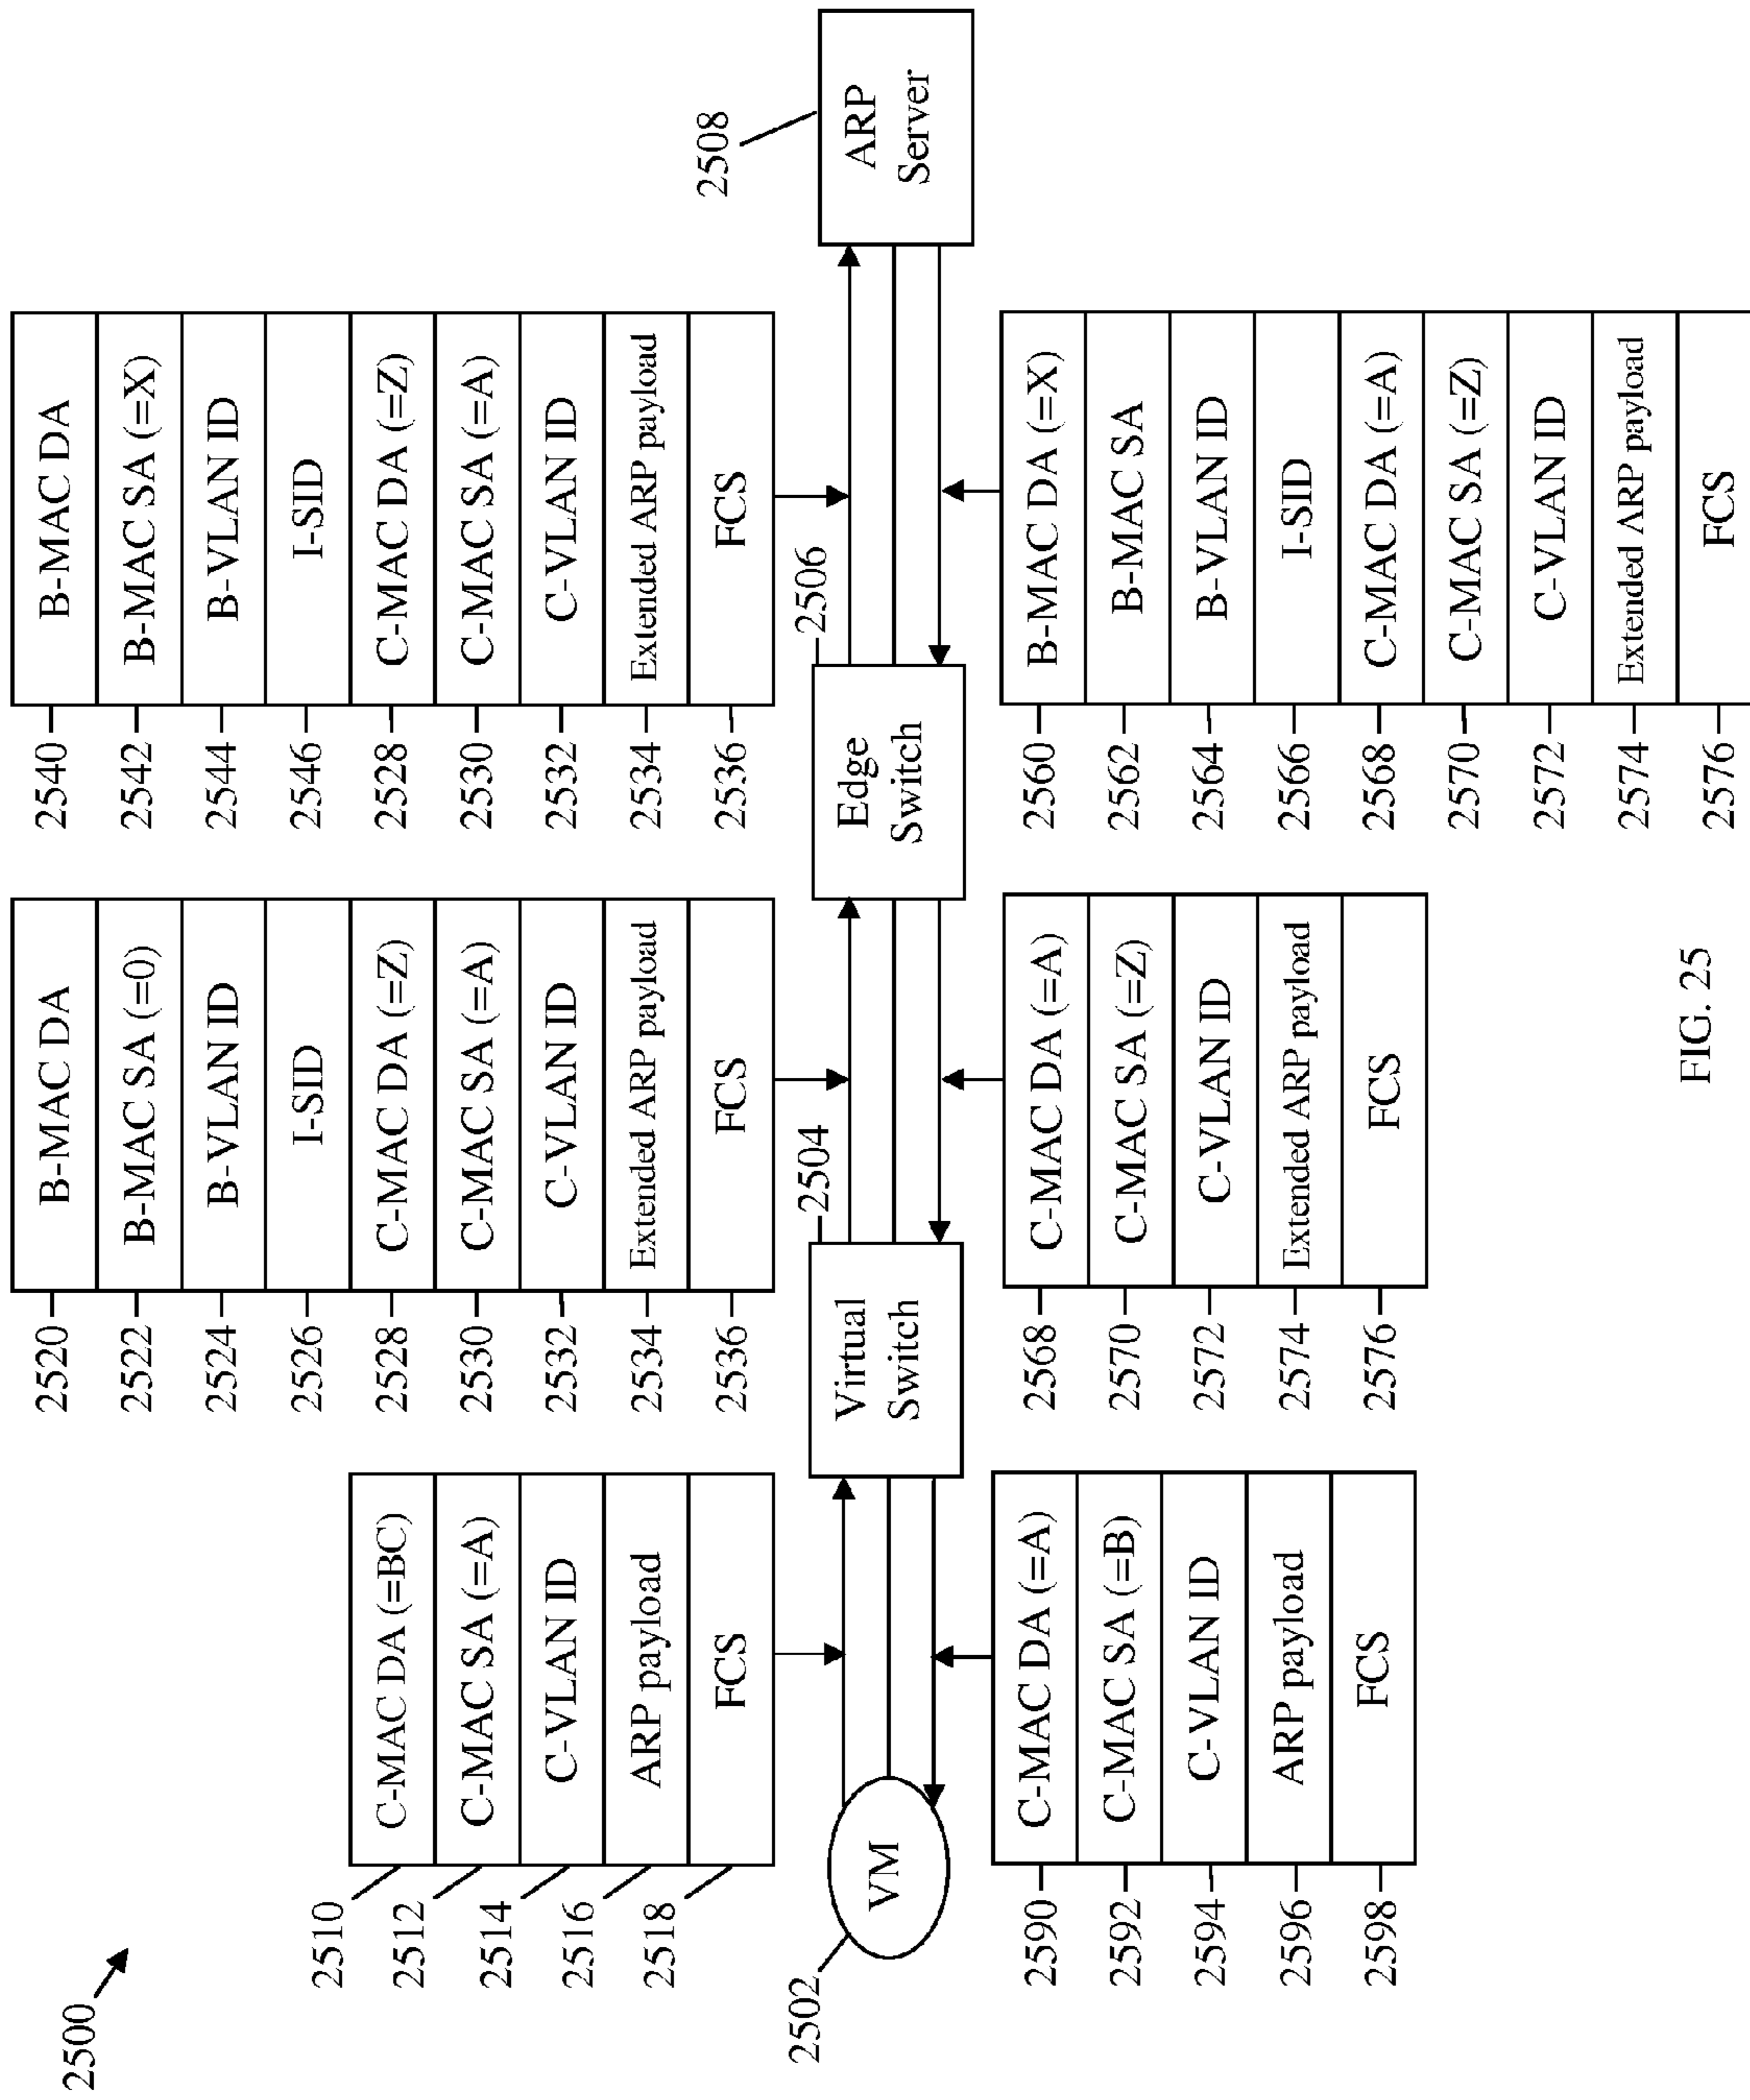 2500
2510
2512
2514
2516
2518
C-MAC DA (=BC)
C-MAC SA (=A)
C-VLAN ID
ARP payload
FCS
2520
2522
2524
2526
2528
2530
2532
2534
2536
B-MAC DA
B-MAC SA (=0)
B-VLAN ID
I-SID
C-MAC DA (=Z)
C-MAC SA (=A)
C-VLAN ID
Extended ARP payload
FCS
2540
2542
2544
2546
2528
2530
2532
2534
2536
B-MAC DA
B-MAC SA (=X)
B-VLAN ID
I-SID
C-MAC DA (=Z)
C-MAC SA (=A)
C-VLAN ID
Extended ARP payload
FCS
2502
VM
2504
Virtual
Switch
2506
Edge
Switch
2508
ARP
Server
2590
2592
2594
2596
2598
C-MAC DA (=A)
C-MAC SA (=B)
C-VLAN ID
ARP payload
FCS
2568
2570
2572
2574
2576
C-MAC DA (=A)
C-MAC SA (=Z)
C-VLAN ID
Extended ARP payload
FCS
2560
2562
2564
2566
2568
2570
2572
2574
2576
B-MAC DA (=X)
B-MAC SA
B-VLAN ID
I-SID
C-MAC DA (=A)
C-MAC SA (=Z)
C-VLAN ID
Extended ARP payload
FCS
FIG. 25